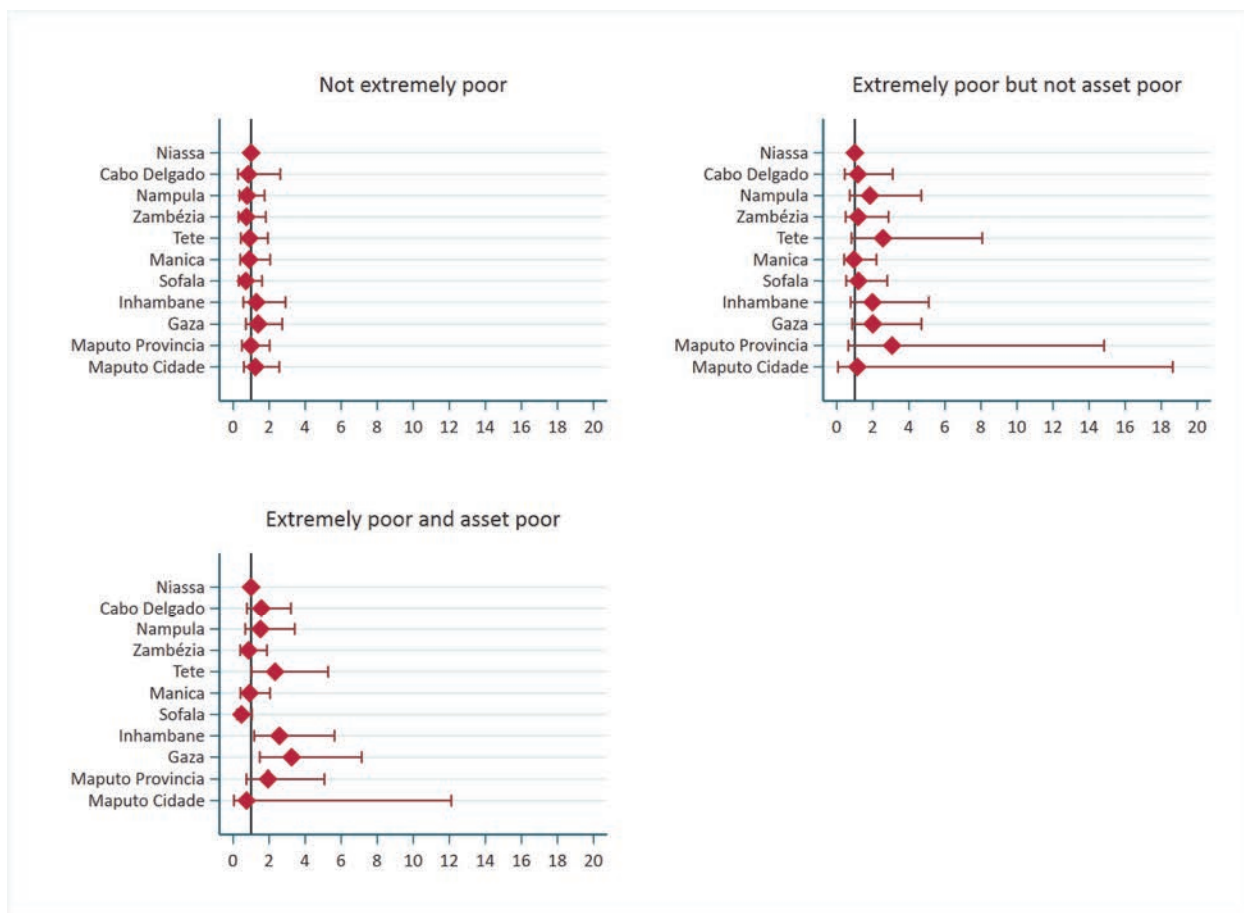 Not extremely poor
Niassa
Cabo Delgado
Nampula
Zambézia
Tete
Manica
Sofala
Inhambane
Gaza
Maputo Provincia
Maputo Cidade
0 2 4 6 8 10 12 14 16 18 20
Extremely poor but not asset poor
Niassa
Cabo Delgado
Nampula
Zambézia
Tete
Manica
Sofala
Inhambane
Gaza
Maputo Provincia
Maputo Cidade
0 2 4 6 8 10 12 14 16 18 20
Extremely poor and asset poor
Niassa
Cabo Delgado
Nampula
Zambézia
Tete
Manica
Sofala
Inhambane
Gaza
Maputo Provincia
Maputo Cidade
0 2 4 6 8 10 12 14 16 18 20